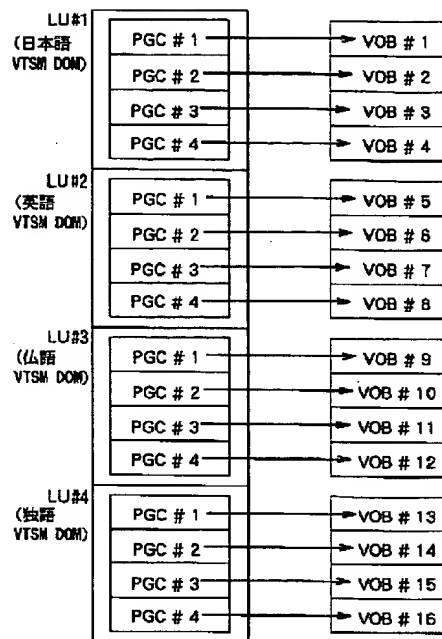 LU#1
(日本語
VTSM DOM)
PGC # 1
VOB # 1
PGC # 2
VOB # 2
PGC # 3
VOB # 3
PGC # 4
VOB # 4
LU#2
(英語
VTSM DOM)
PGC # 1
VOB # 5
PGC # 2
VOB # 6
PGC # 3
VOB # 7
PGC # 4
VOB # 8
LU#3
(仏語
VTSM DOM)
PGC # 1
VOB # 9
PGC # 2
VOB # 10
PGC # 3
VOB # 11
PGC # 4
VOB # 12
LU#4
(独語
VTSM DOM)
PGC # 1
VOB # 13
PGC # 2
VOB # 14
PGC # 3
VOB # 15
PGC # 4
VOB # 16